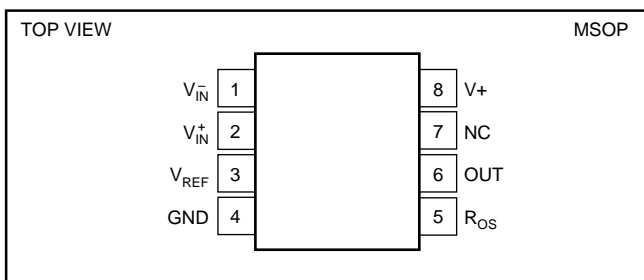 TOP VIEW MSOP
V⁻IN 1 8 V+
V⁺IN 2 7 NC
VREF 3 6 OUT
GND 4 5 ROS